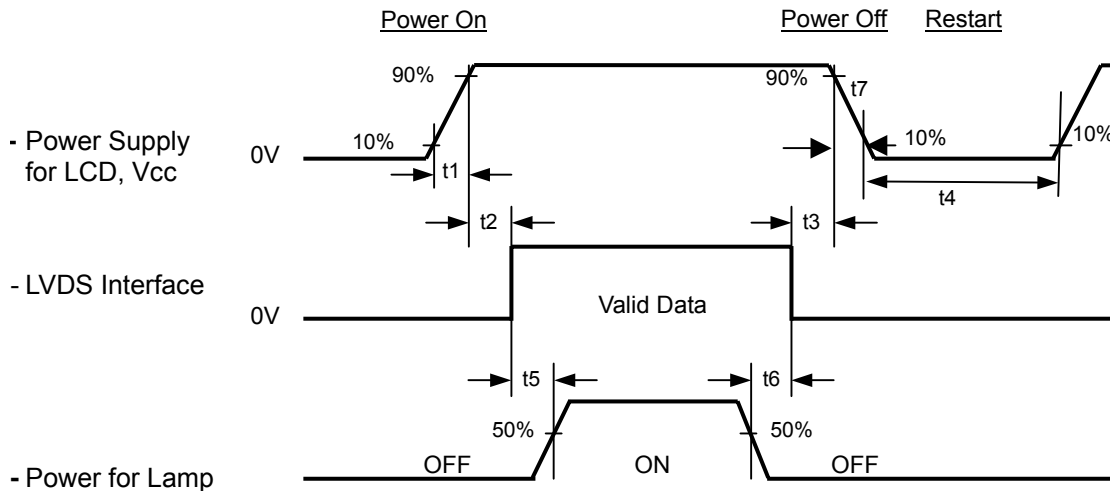 Power On
Power Off
Restart
90%
90%
t7
- Power Supply
for LCD, Vcc
0V
10%
10%
10%
t1
t4
t2
t3
- LVDS Interface
0V
Valid Data
t5
t6
50%
50%
- Power for Lamp
OFF
ON
OFF